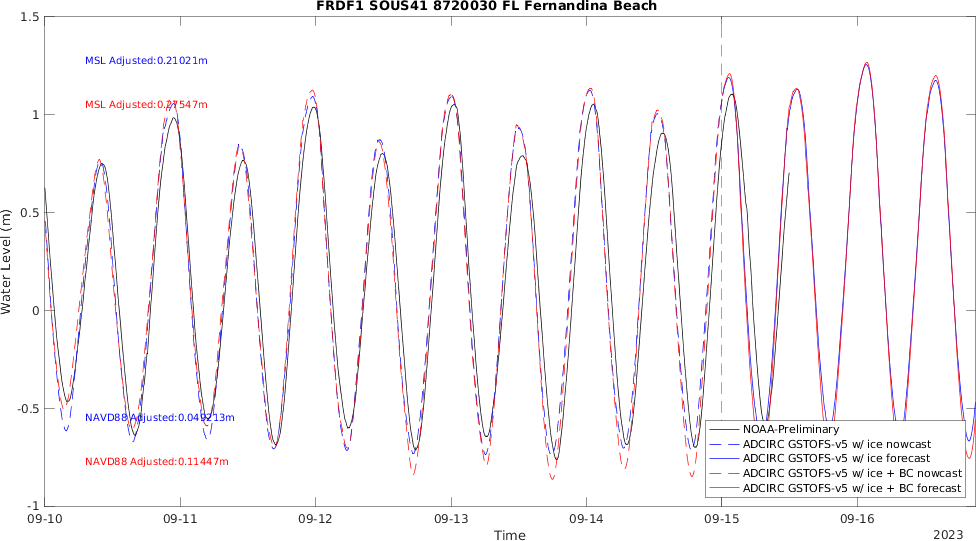 FRDF1 SOUS41 8720030 FL Fernandina Beach
1.5
1
0.5
0
-0.5
-1
Water Level (m)
MSL Adjusted:0.21021m
MSL Adjusted:0.27547m
NAVD88 Adjusted:0.049213m
NAVD88 Adjusted:0.11447m
NOAA-Preliminary
ADCIRC GSTOFS-v5 w/ ice nowcast
ADCIRC GSTOFS-v5 w/ ice forecast
ADCIRC GSTOFS-v5 w/ ice + BC nowcast
ADCIRC GSTOFS-v5 w/ ice + BC forecast
09-10 09-11 09-12 09-13 09-14 09-15 09-16
Time
2023